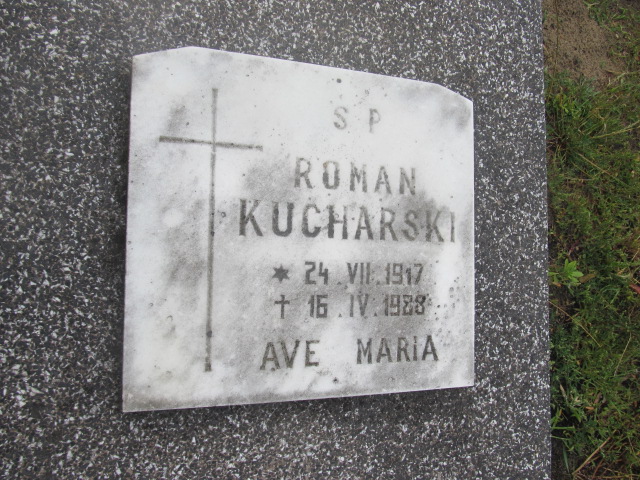 S P
ROMAN
KUCHARSKI
✶ 24 VII 1917
† 16 IV 1988
AVE MARIA